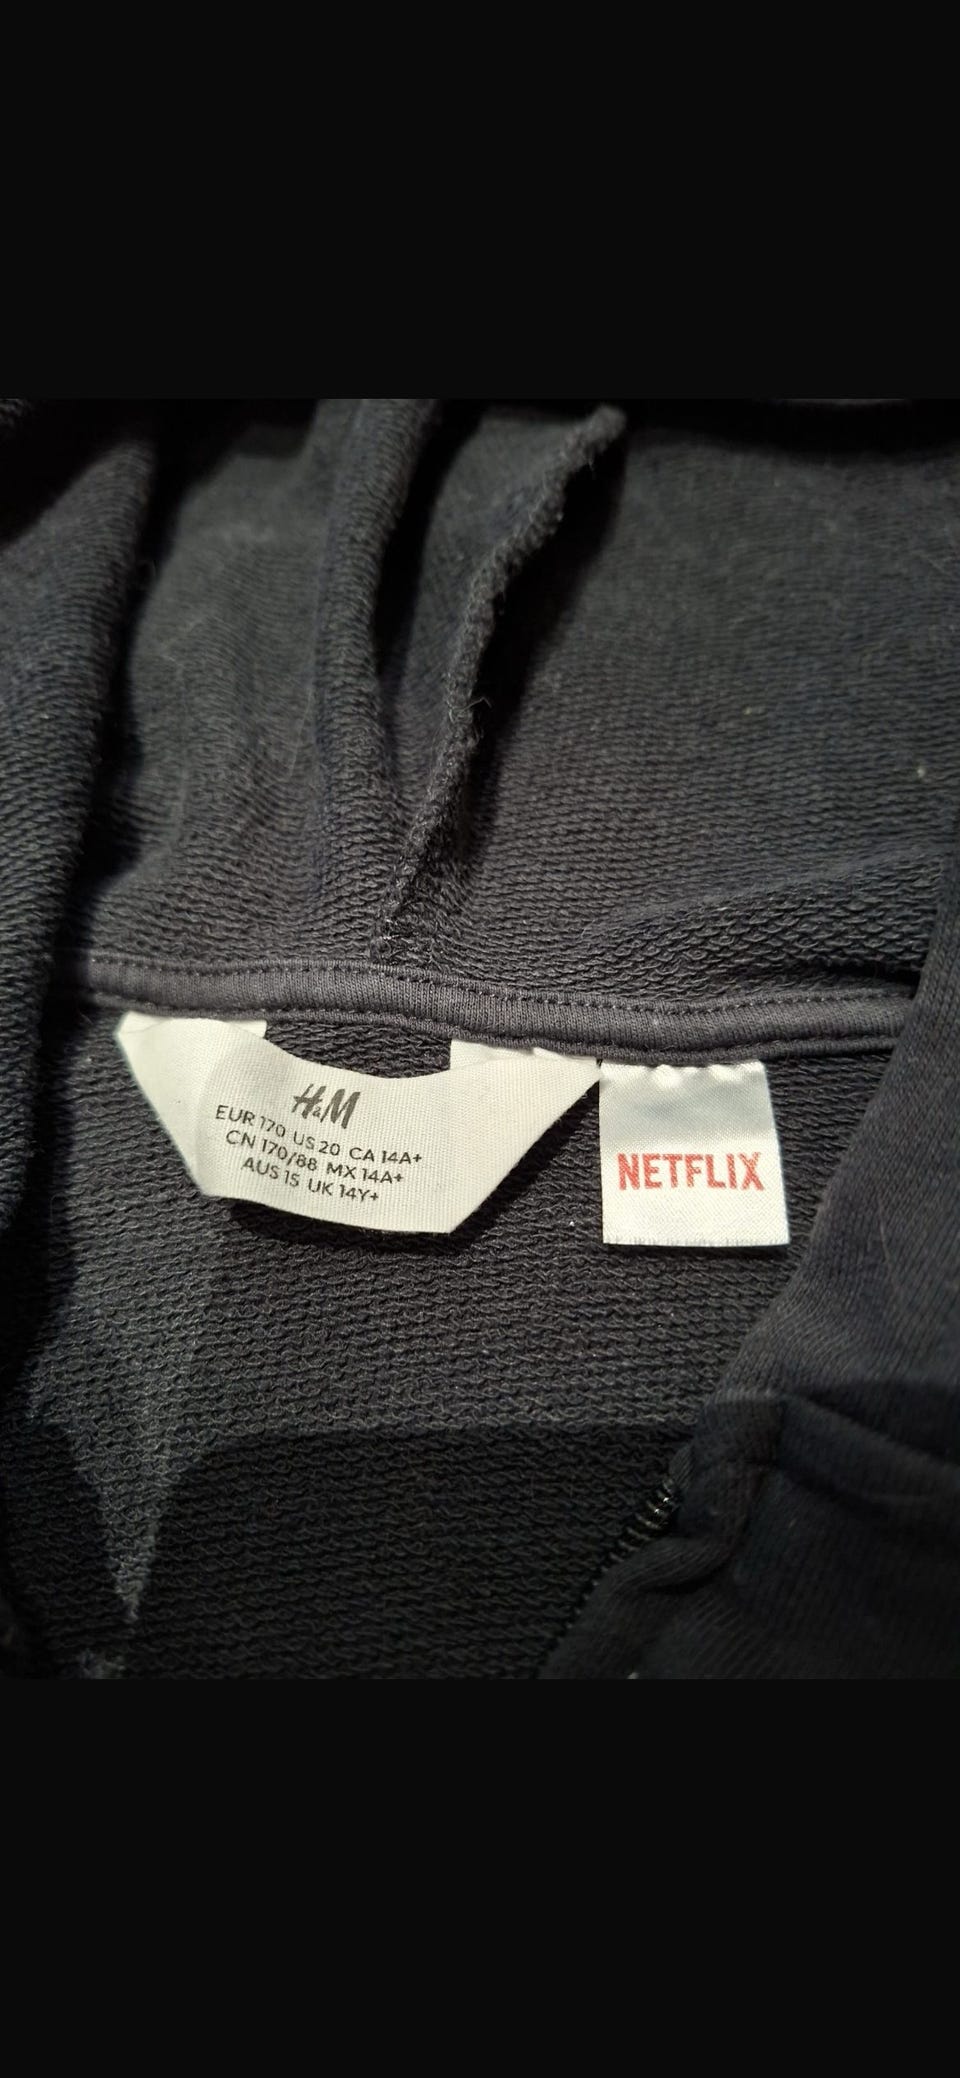 H&M
EUR 170 US 20 CA 14A+
CN 170/88 MX 14A+
AUS 15 UK 14Y+
NETFLIX